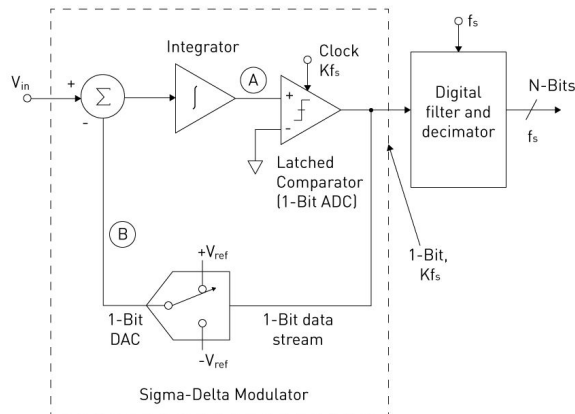 Integrator
Clock
Kfs
fs
Vin
+
-
Σ
∫
A
+
-
Digital
filter and
decimator
N-Bits
fs
Latched
Comparator
(1-Bit ADC)
B
+Vref
1-Bit,
Kfs
1-Bit
DAC
1-Bit data
stream
-Vref
Sigma-Delta Modulator